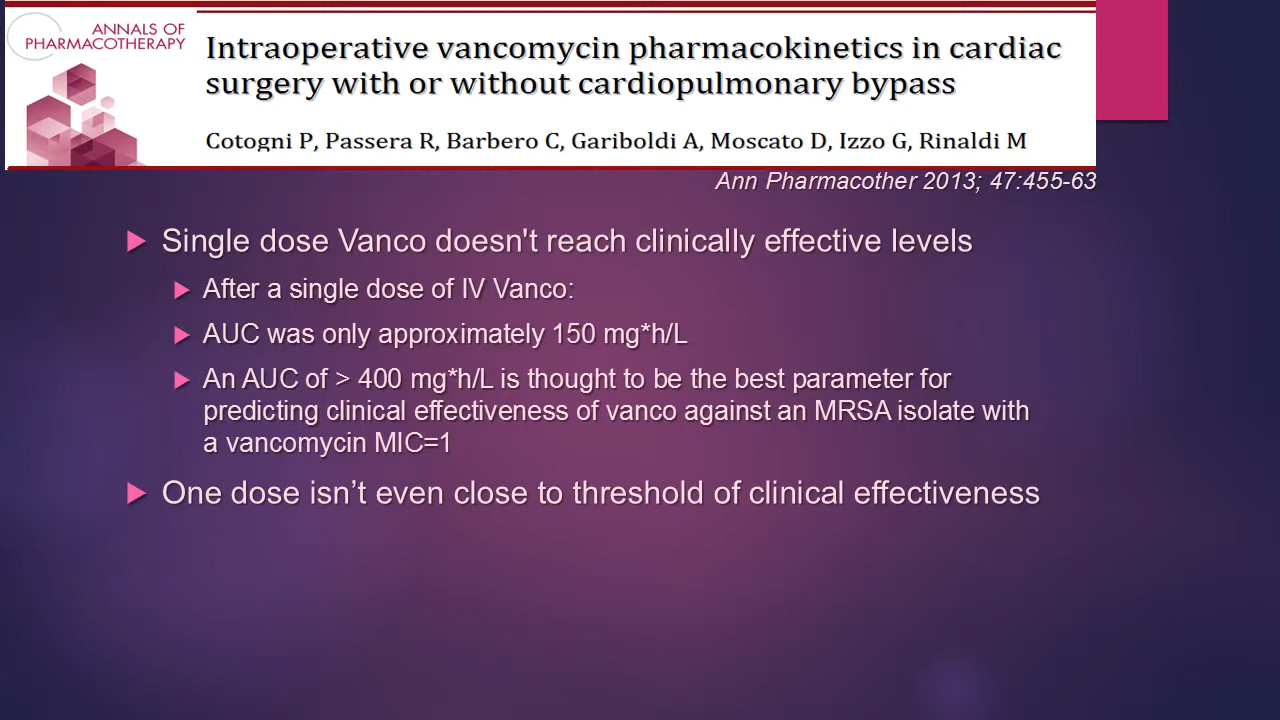 ANNALS OF
PHARMACOTHERAPY
Intraoperative vancomycin pharmacokinetics in cardiac
surgery with or without cardiopulmonary bypass
Cotogni P, Passera R, Barbero C, Gariboldi A, Moscato D, Izzo G, Rinaldi M
Ann Pharmacother 2013; 47:455-63
Single dose Vanco doesn't reach clinically effective levels
After a single dose of IV Vanco:
AUC was only approximately 150 mg*h/L
An AUC of > 400 mg*h/L is thought to be the best parameter for
predicting clinical effectiveness of vanco against an MRSA isolate with
a vancomycin MIC=1
One dose isn’t even close to threshold of clinical effectiveness